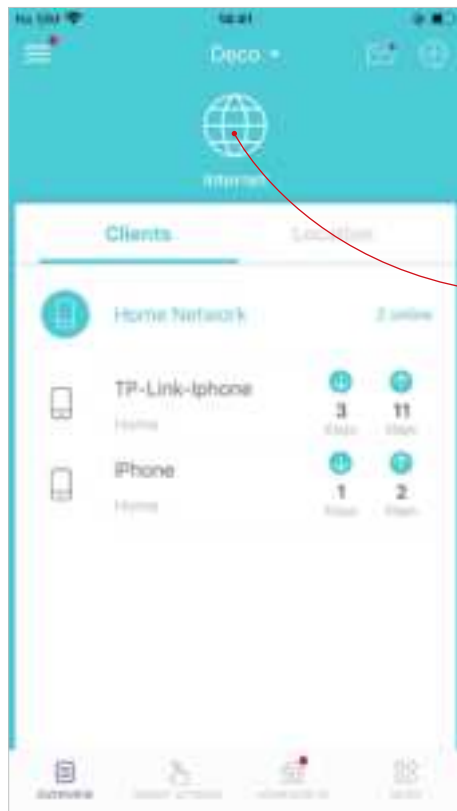 No SIM
Deco
Internet
Clients Location
Home Network 2 online
TP-Link-Iphone
3 11
Home
iPhone
1 2
Home
OVERVIEW